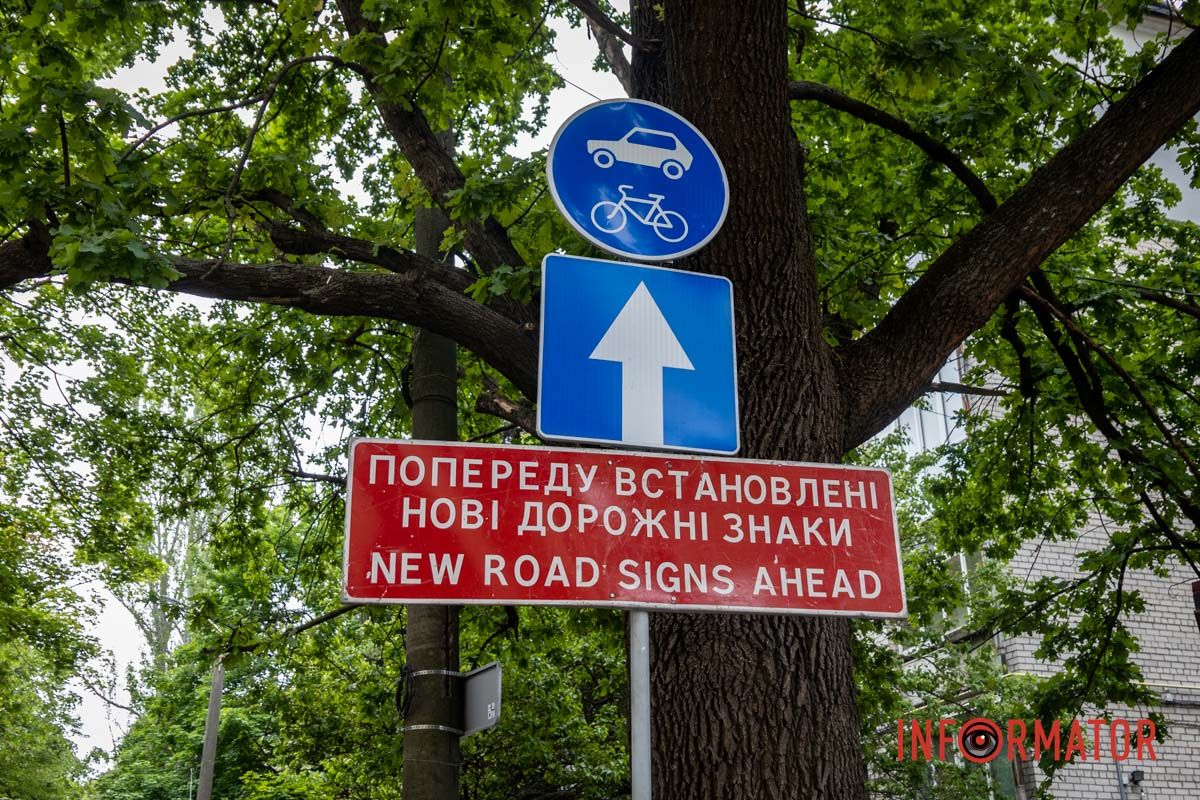 ПОПЕРЕДУ ВСТАНОВЛЕНІ
НОВІ ДОРОЖНІ ЗНАКИ
NEW ROAD SIGNS AHEAD
INFORMATOR